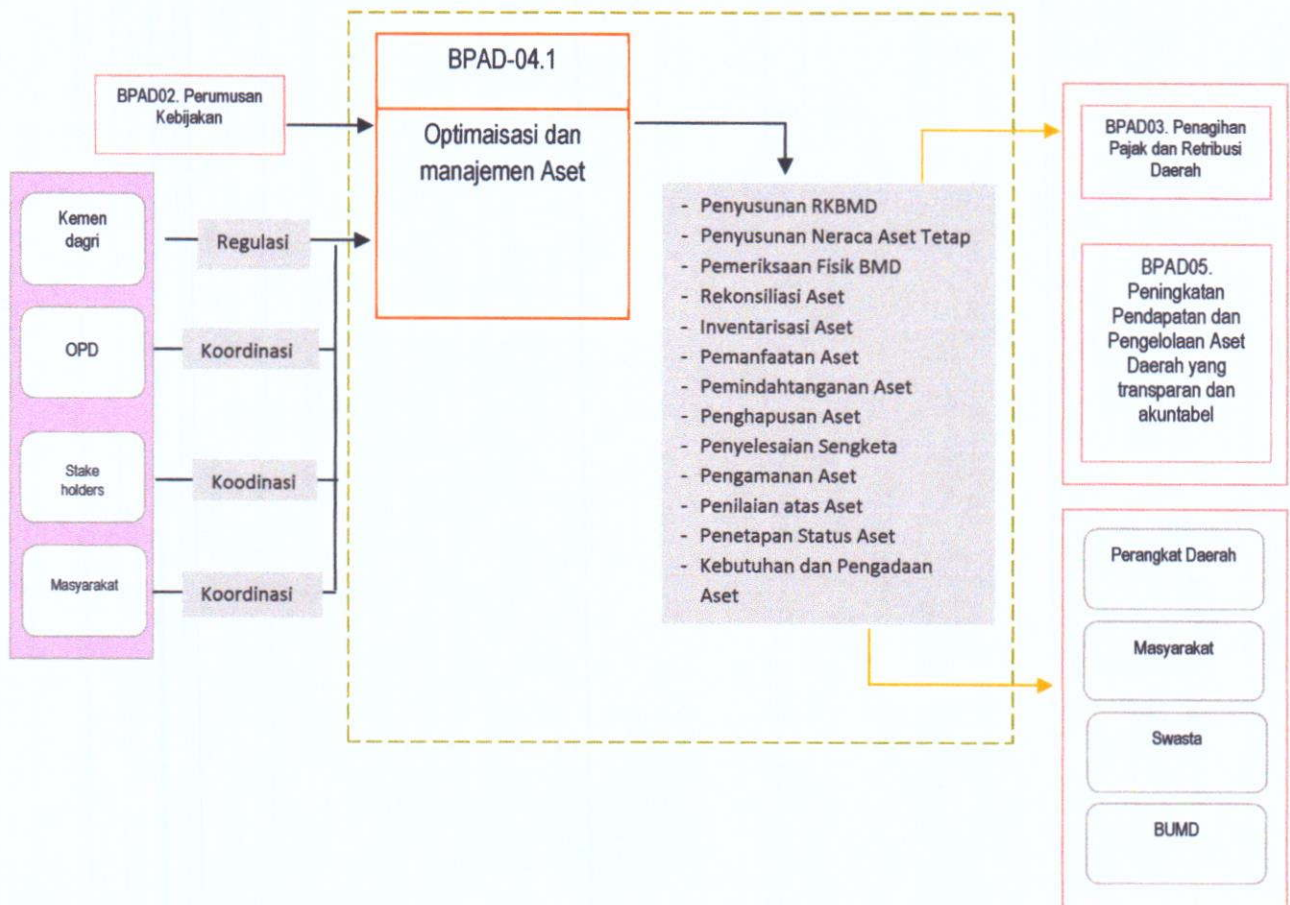 BPAD02. Perumusan
Kebijakan
Kemen
dagri
Regulasi
OPD
Koordinasi
Stake
holders
Koodinasi
Masyarakat
Koordinasi
BPAD-04.1
Optimaisasi dan
manajemen Aset
- Penyusunan RKBMD
- Penyusunan Neraca Aset Tetap
- Pemeriksaan Fisik BMD
- Rekonsiliasi Aset
- Inventarisasi Aset
- Pemanfaatan Aset
- Pemindahtanganan Aset
- Penghapusan Aset
- Penyelesaian Sengketa
- Pengamanan Aset
- Penilaian atas Aset
- Penetapan Status Aset
- Kebutuhan dan Pengadaan
Aset
BPAD03. Penagihan
Pajak dan Retribusi
Daerah
BPAD05.
Peningkatan
Pendapatan dan
Pengelolaan Aset
Daerah yang
transparan dan
akuntabel
Perangkat Daerah
Masyarakat
Swasta
BUMD